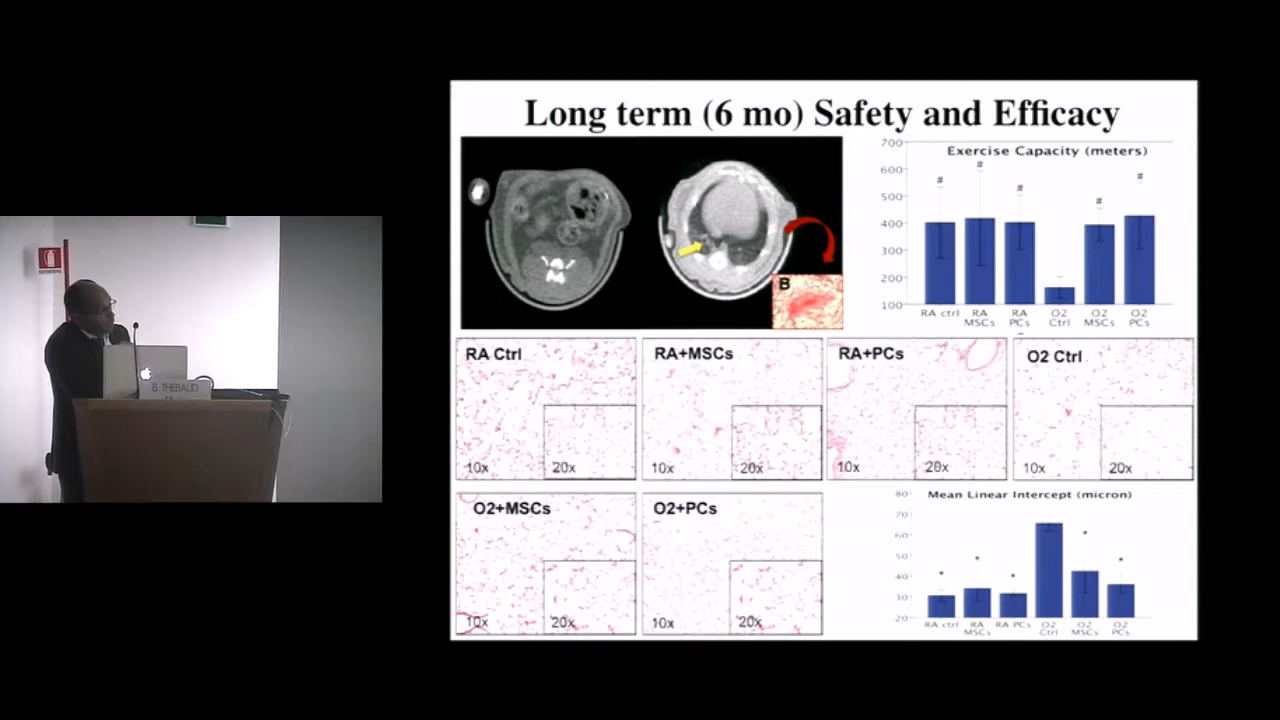 Long term (6 mo) Safety and Efficacy
B
Exercise Capacity (meters)
700
600
500
400
300
200
100
#
#
#
#
#
RA ctrl
RA MSCs
RA PCs
O2 Ctrl
O2 MSCs
O2 PCs
RA Ctrl
10x
20x
RA+MSCs
10x
20x
RA+PCs
10x
20x
O2 Ctrl
10x
20x
O2+MSCs
10x
20x
O2+PCs
10x
20x
Mean Linear Intercept (micron)
80
70
60
50
40
30
20
*
*
*
*
*
RA ctrl
RA MSCs
RA PCs
O2 Ctrl
O2 MSCs
O2 PCs
B. THEBAUD